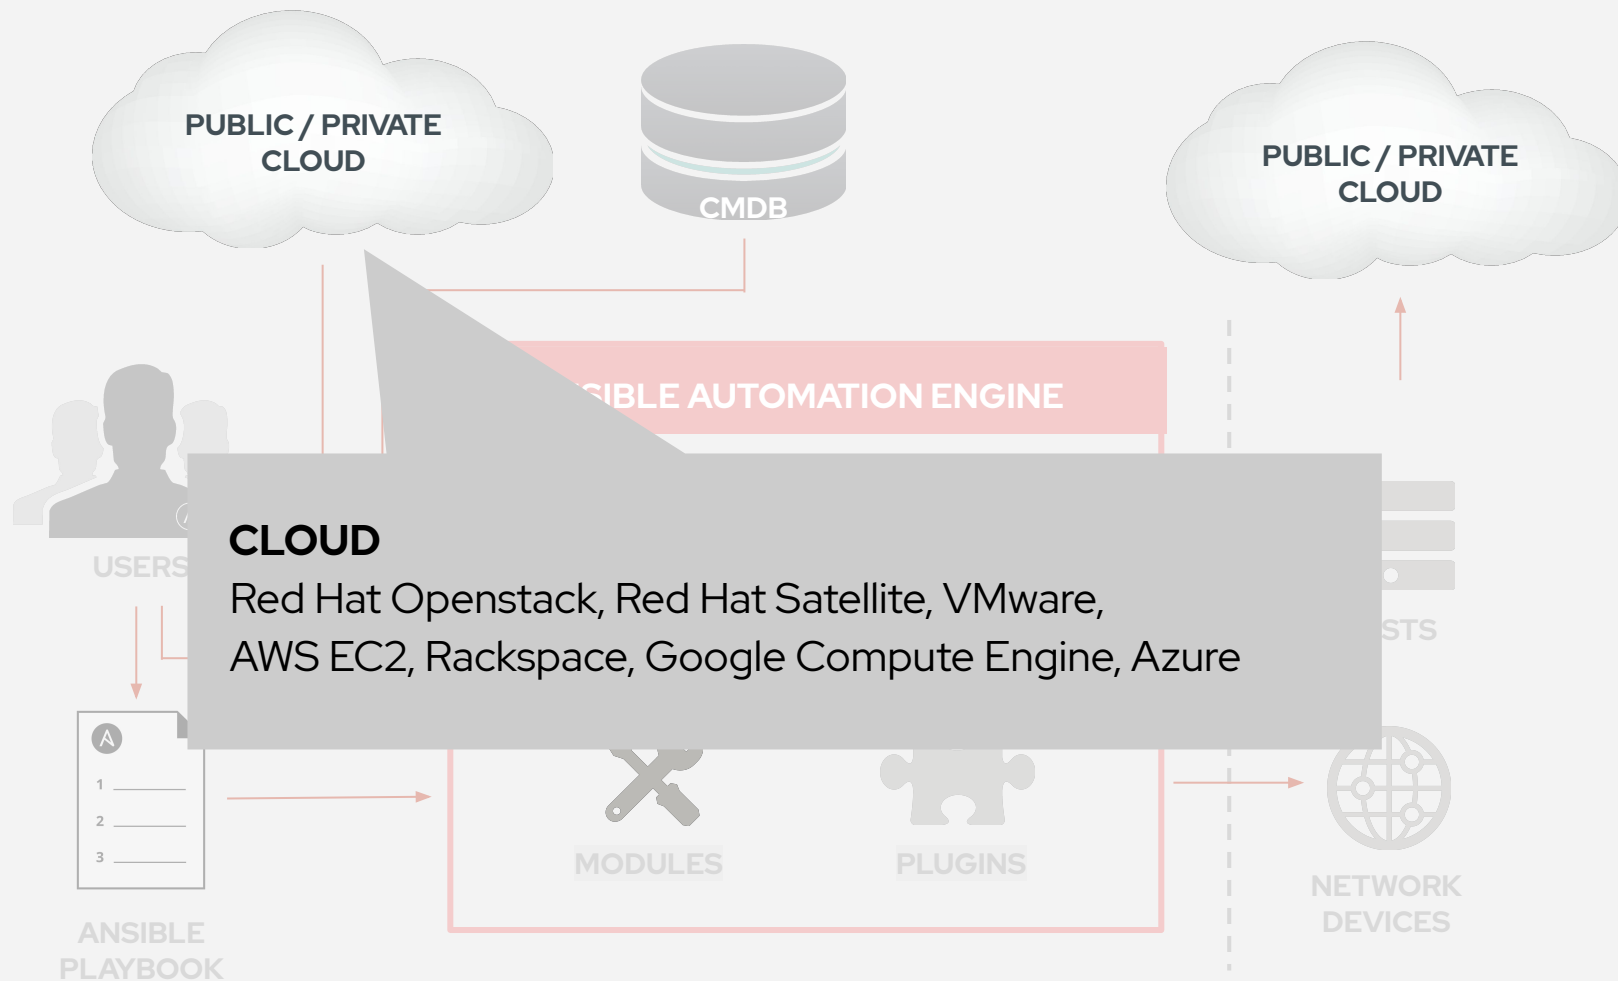 PUBLIC / PRIVATE
CLOUD
CMDB
PUBLIC / PRIVATE
CLOUD
SIBLE AUTOMATION ENGINE
USERS
CLOUD
Red Hat Openstack, Red Hat Satellite, VMware,
AWS EC2, Rackspace, Google Compute Engine, Azure
STS
1
2
3
MODULES
PLUGINS
NETWORK
DEVICES
ANSIBLE
PLAYBOOK